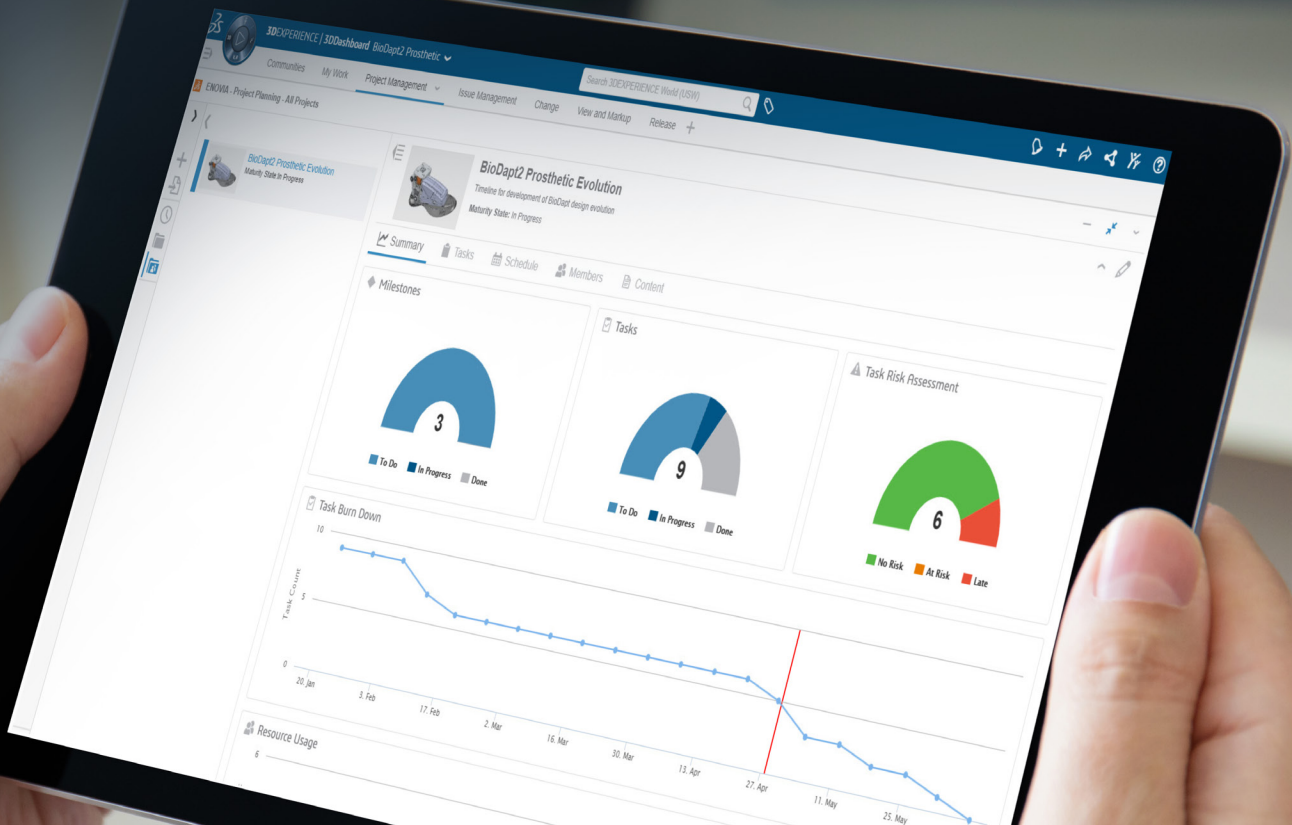 3DEXPERIENCE | 3DDashboard BioDapt2 Prosthetic
Search 3DEXPERIENCE World (USW)
Communities My Work Project Management Issue Management Change View and Markup Release
ENOVIA - Project Planning - All Projects
BioDapt2 Prosthetic Evolution
Maturity State In Progress
BioDapt2 Prosthetic Evolution
Timeline for development of BioDapt design evolution
Maturity State: In Progress
Summary Tasks Schedule Members Content
Milestones
3
To Do In Progress Done
Tasks
9
To Do In Progress Done
Task Risk Assessment
6
No Risk At Risk Late
Task Burn Down
Task Count
10
5
0
20. Jan 3. Feb 17. Feb 2. Mar 16. Mar 30. Mar 13. Apr 27. Apr 11. May 25. May
Resource Usage
6